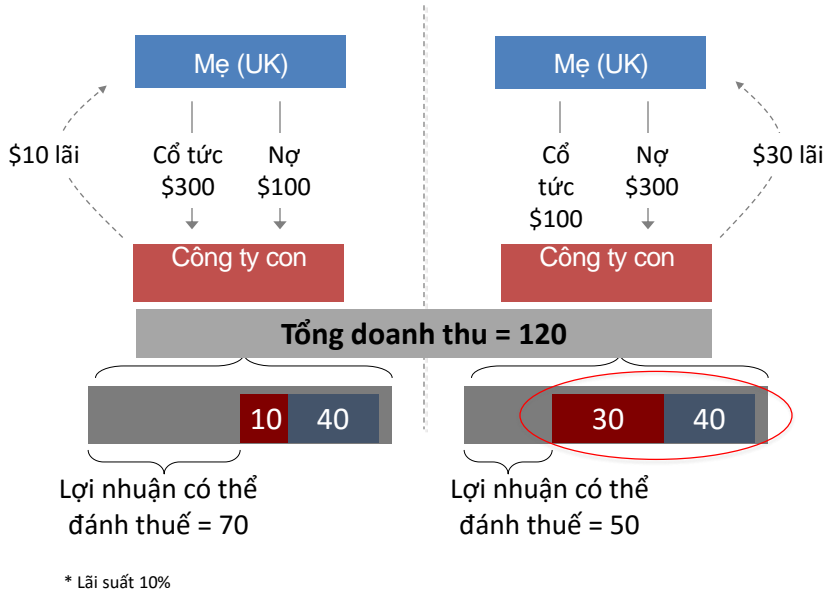 Mẹ (UK)
Mẹ (UK)
$10 lãi
Cổ tức
$300
Nợ
$100
Cổ
tức
$100
Nợ
$300
$30 lãi
Công ty con
Công ty con
Tổng doanh thu = 120
10
40
30
40
Lợi nhuận có thể
đánh thuế = 70
Lợi nhuận có thể
đánh thuế = 50
* Lãi suất 10%